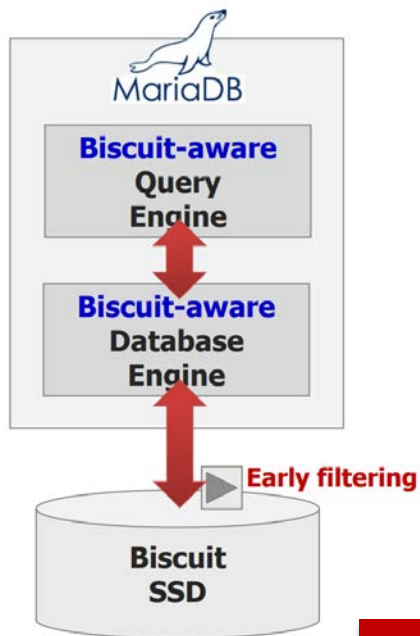 MariaDB
Biscuit-aware
Query
Engine
Biscuit-aware
Database
Engine
Early filtering
Biscuit
SSD